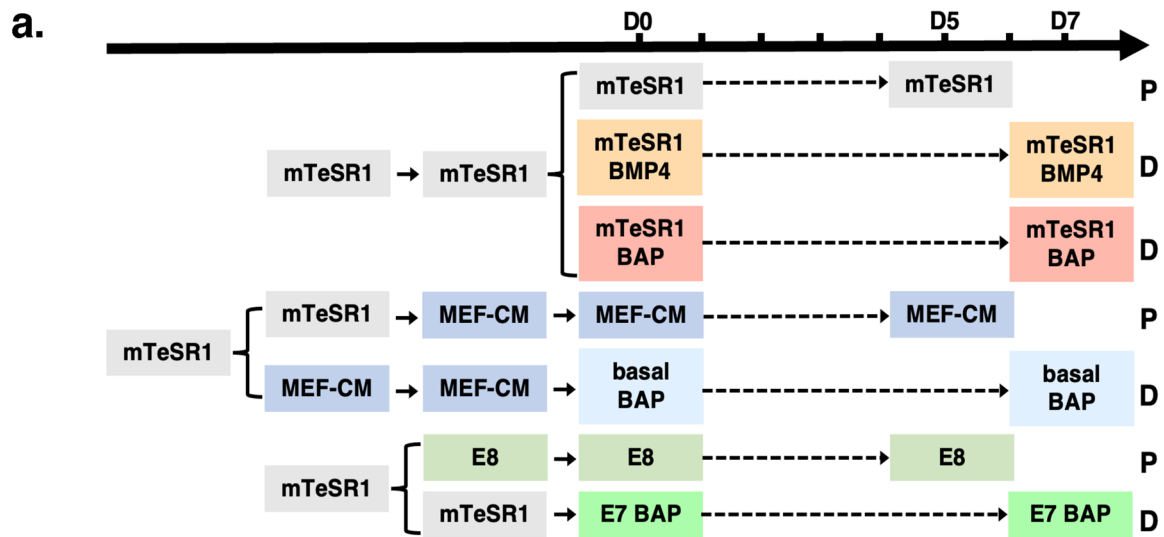 a.
D0 D5 D7
mTeSR1 mTeSR1 P
mTeSR1 mTeSR1
mTeSR1
BMP4
mTeSR1
BMP4
D
mTeSR1
BAP
mTeSR1
BAP
D
mTeSR1
mTeSR1 MEF-CM MEF-CM MEF-CM P
MEF-CM MEF-CM
basal
BAP
basal
BAP
D
mTeSR1
E8 E8 E8 P
mTeSR1 E7 BAP E7 BAP D